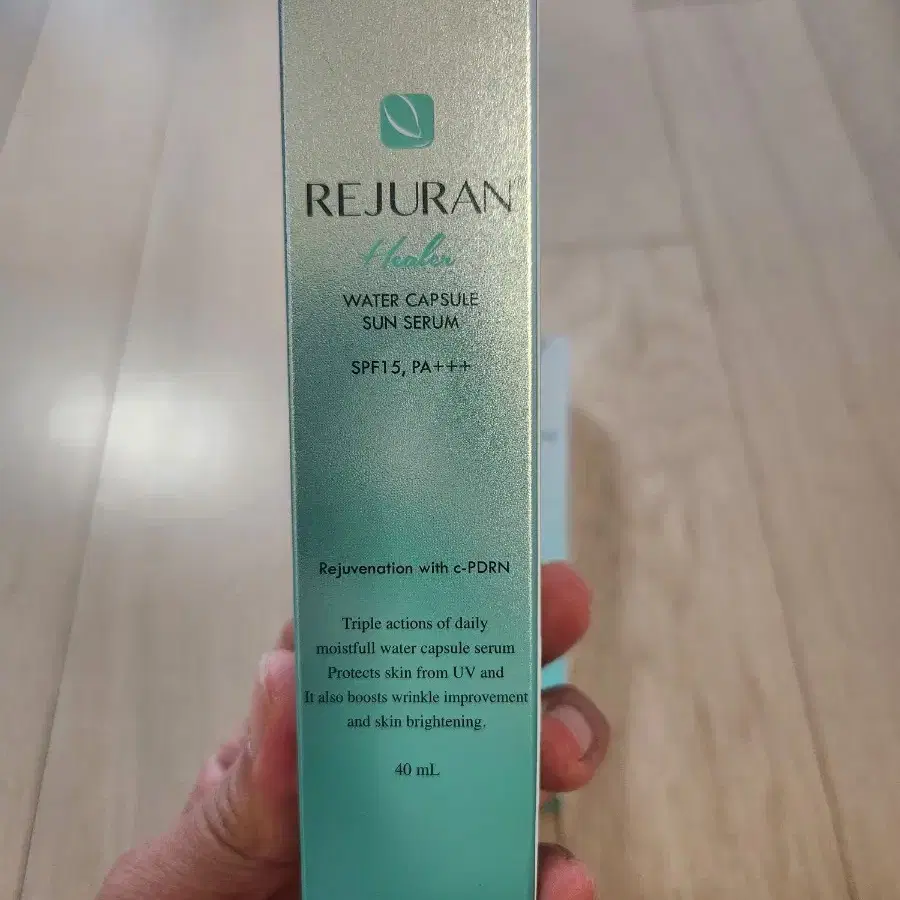 REJURAN
Healer
WATER CAPSULE
SUN SERUM
SPF15, PA+++
Rejuvenation with c-PDRN
Triple actions of daily
moistfull water capsule serum
Protects skin from UV and
It also boosts wrinkle improvement
and skin brightening.
40 mL